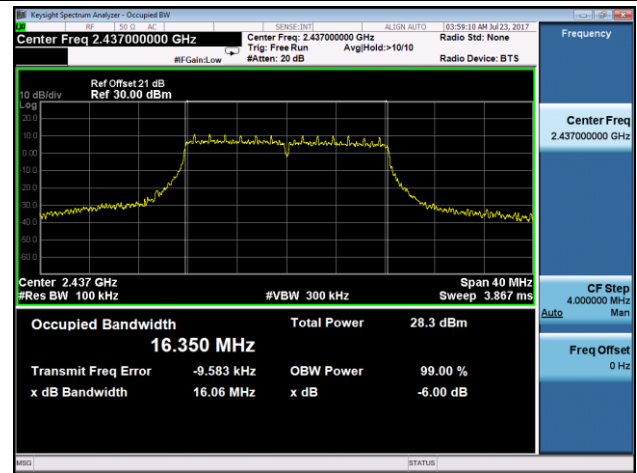 Keysight Spectrum Analyzer - Occupied BW
RF 50 Ω AC SENSE:INT ALIGN AUTO 03:59:10 AM Jul 23, 2017
Center Freq 2.437000000 GHz
Center Freq: 2.437000000 GHz
Radio Std: None
Trig: Free Run Avg|Hold:>10/10
#IFGain:Low #Atten: 20 dB Radio Device: BTS
Ref Offset 21 dB
10 dB/div Ref 30.00 dBm
Log
20.0
10.0
0.00
-10.0
-20.0
-30.0
-40.0
-50.0
-60.0
Center 2.437 GHz Span 40 MHz
#Res BW 100 kHz #VBW 300 kHz Sweep 3.867 ms
Occupied Bandwidth Total Power 28.3 dBm
16.350 MHz
Transmit Freq Error -9.583 kHz OBW Power 99.00 %
x dB Bandwidth 16.06 MHz x dB -6.00 dB
MSG STATUS
Frequency
Center Freq
2.437000000 GHz
CF Step
4.000000 MHz
Auto Man
Freq Offset
0 Hz